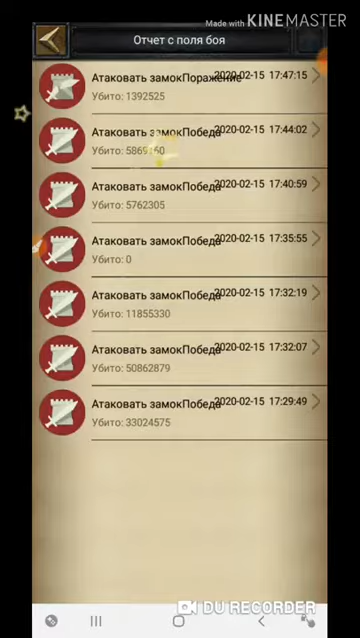 Made with KINEMASTER
Отчет с поля боя
Атаковать замокПоражение 2020-02-15 17:47:15
Убито: 1392525
Атаковать замокПобеда 2020-02-15 17:44:02
Убито: 5869160
Атаковать замокПобеда 2020-02-15 17:40:59
Убито: 5762305
Атаковать замокПобеда 2020-02-15 17:35:55
Убито: 0
Атаковать замокПобеда 2020-02-15 17:32:19
Убито: 11855330
Атаковать замокПобеда 2020-02-15 17:32:07
Убито: 50862879
Атаковать замокПобеда 2020-02-15 17:29:49
Убито: 33024575
DU RECORDER